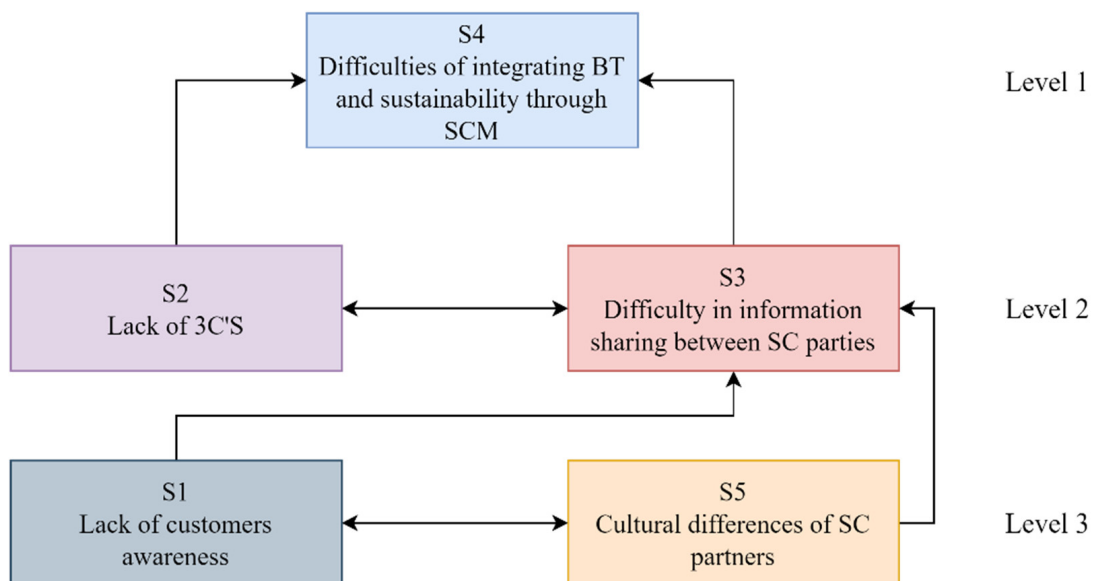 S4
Difficulties of integrating BT
and sustainability through
SCM
Level 1
S2
Lack of 3C'S
S3
Difficulty in information
sharing between SC parties
Level 2
S1
Lack of customers
awareness
S5
Cultural differences of SC
partners
Level 3